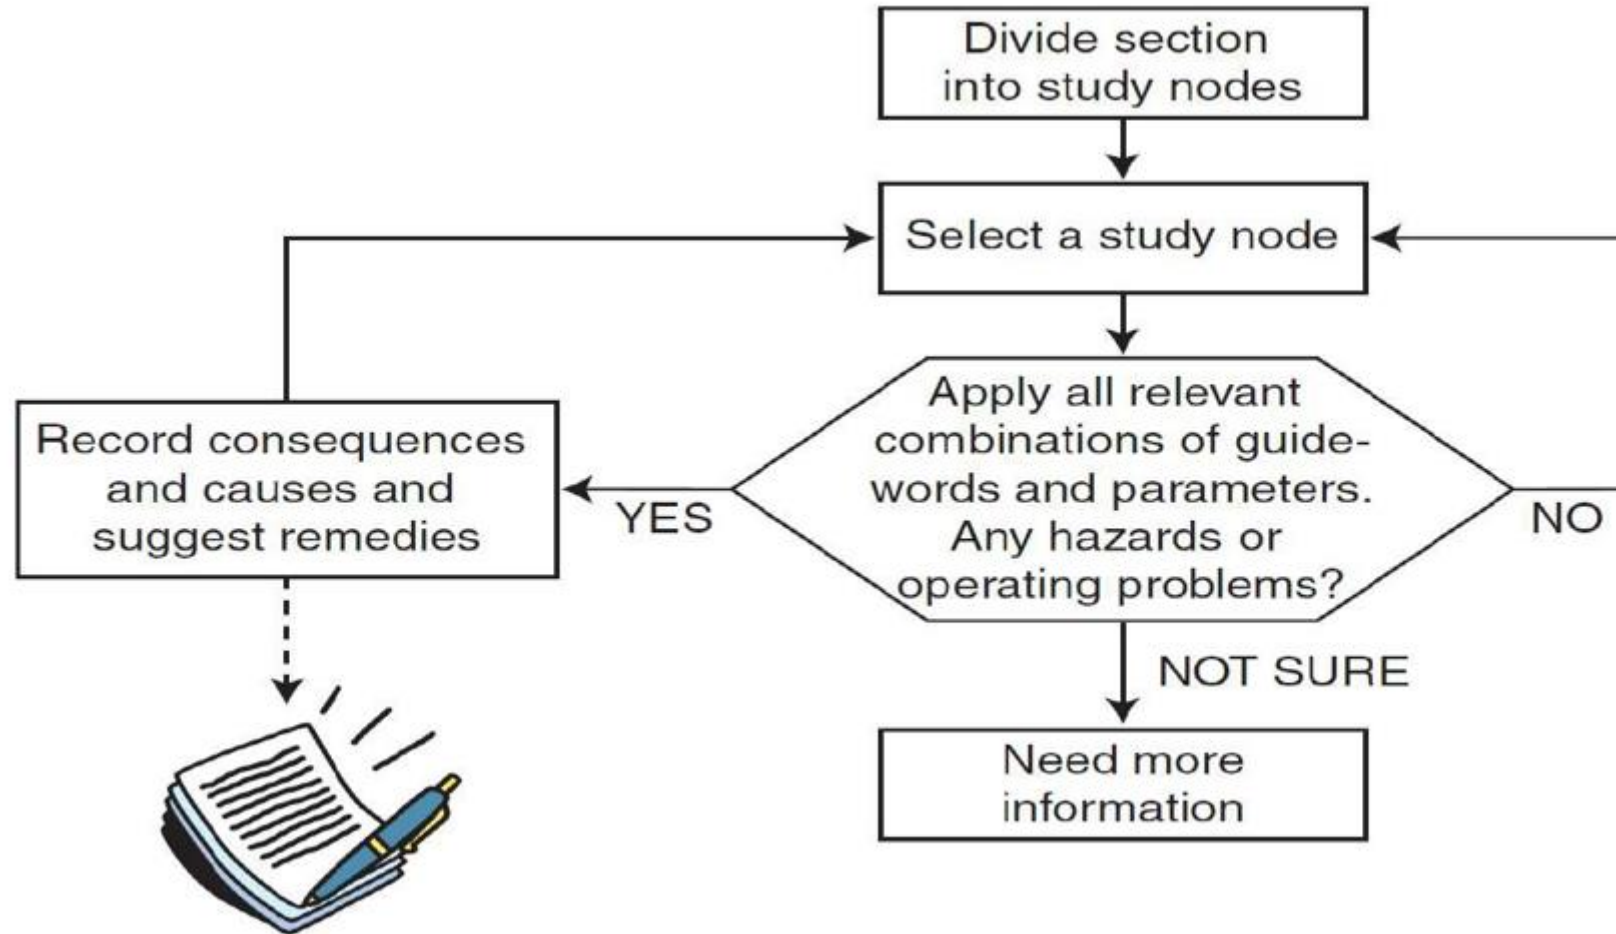 Divide section
into study nodes
Select a study node
Apply all relevant
combinations of guide-
words and parameters.
Any hazards or
operating problems?
Record consequences
and causes and
suggest remedies
YES
NO
NOT SURE
Need more
information